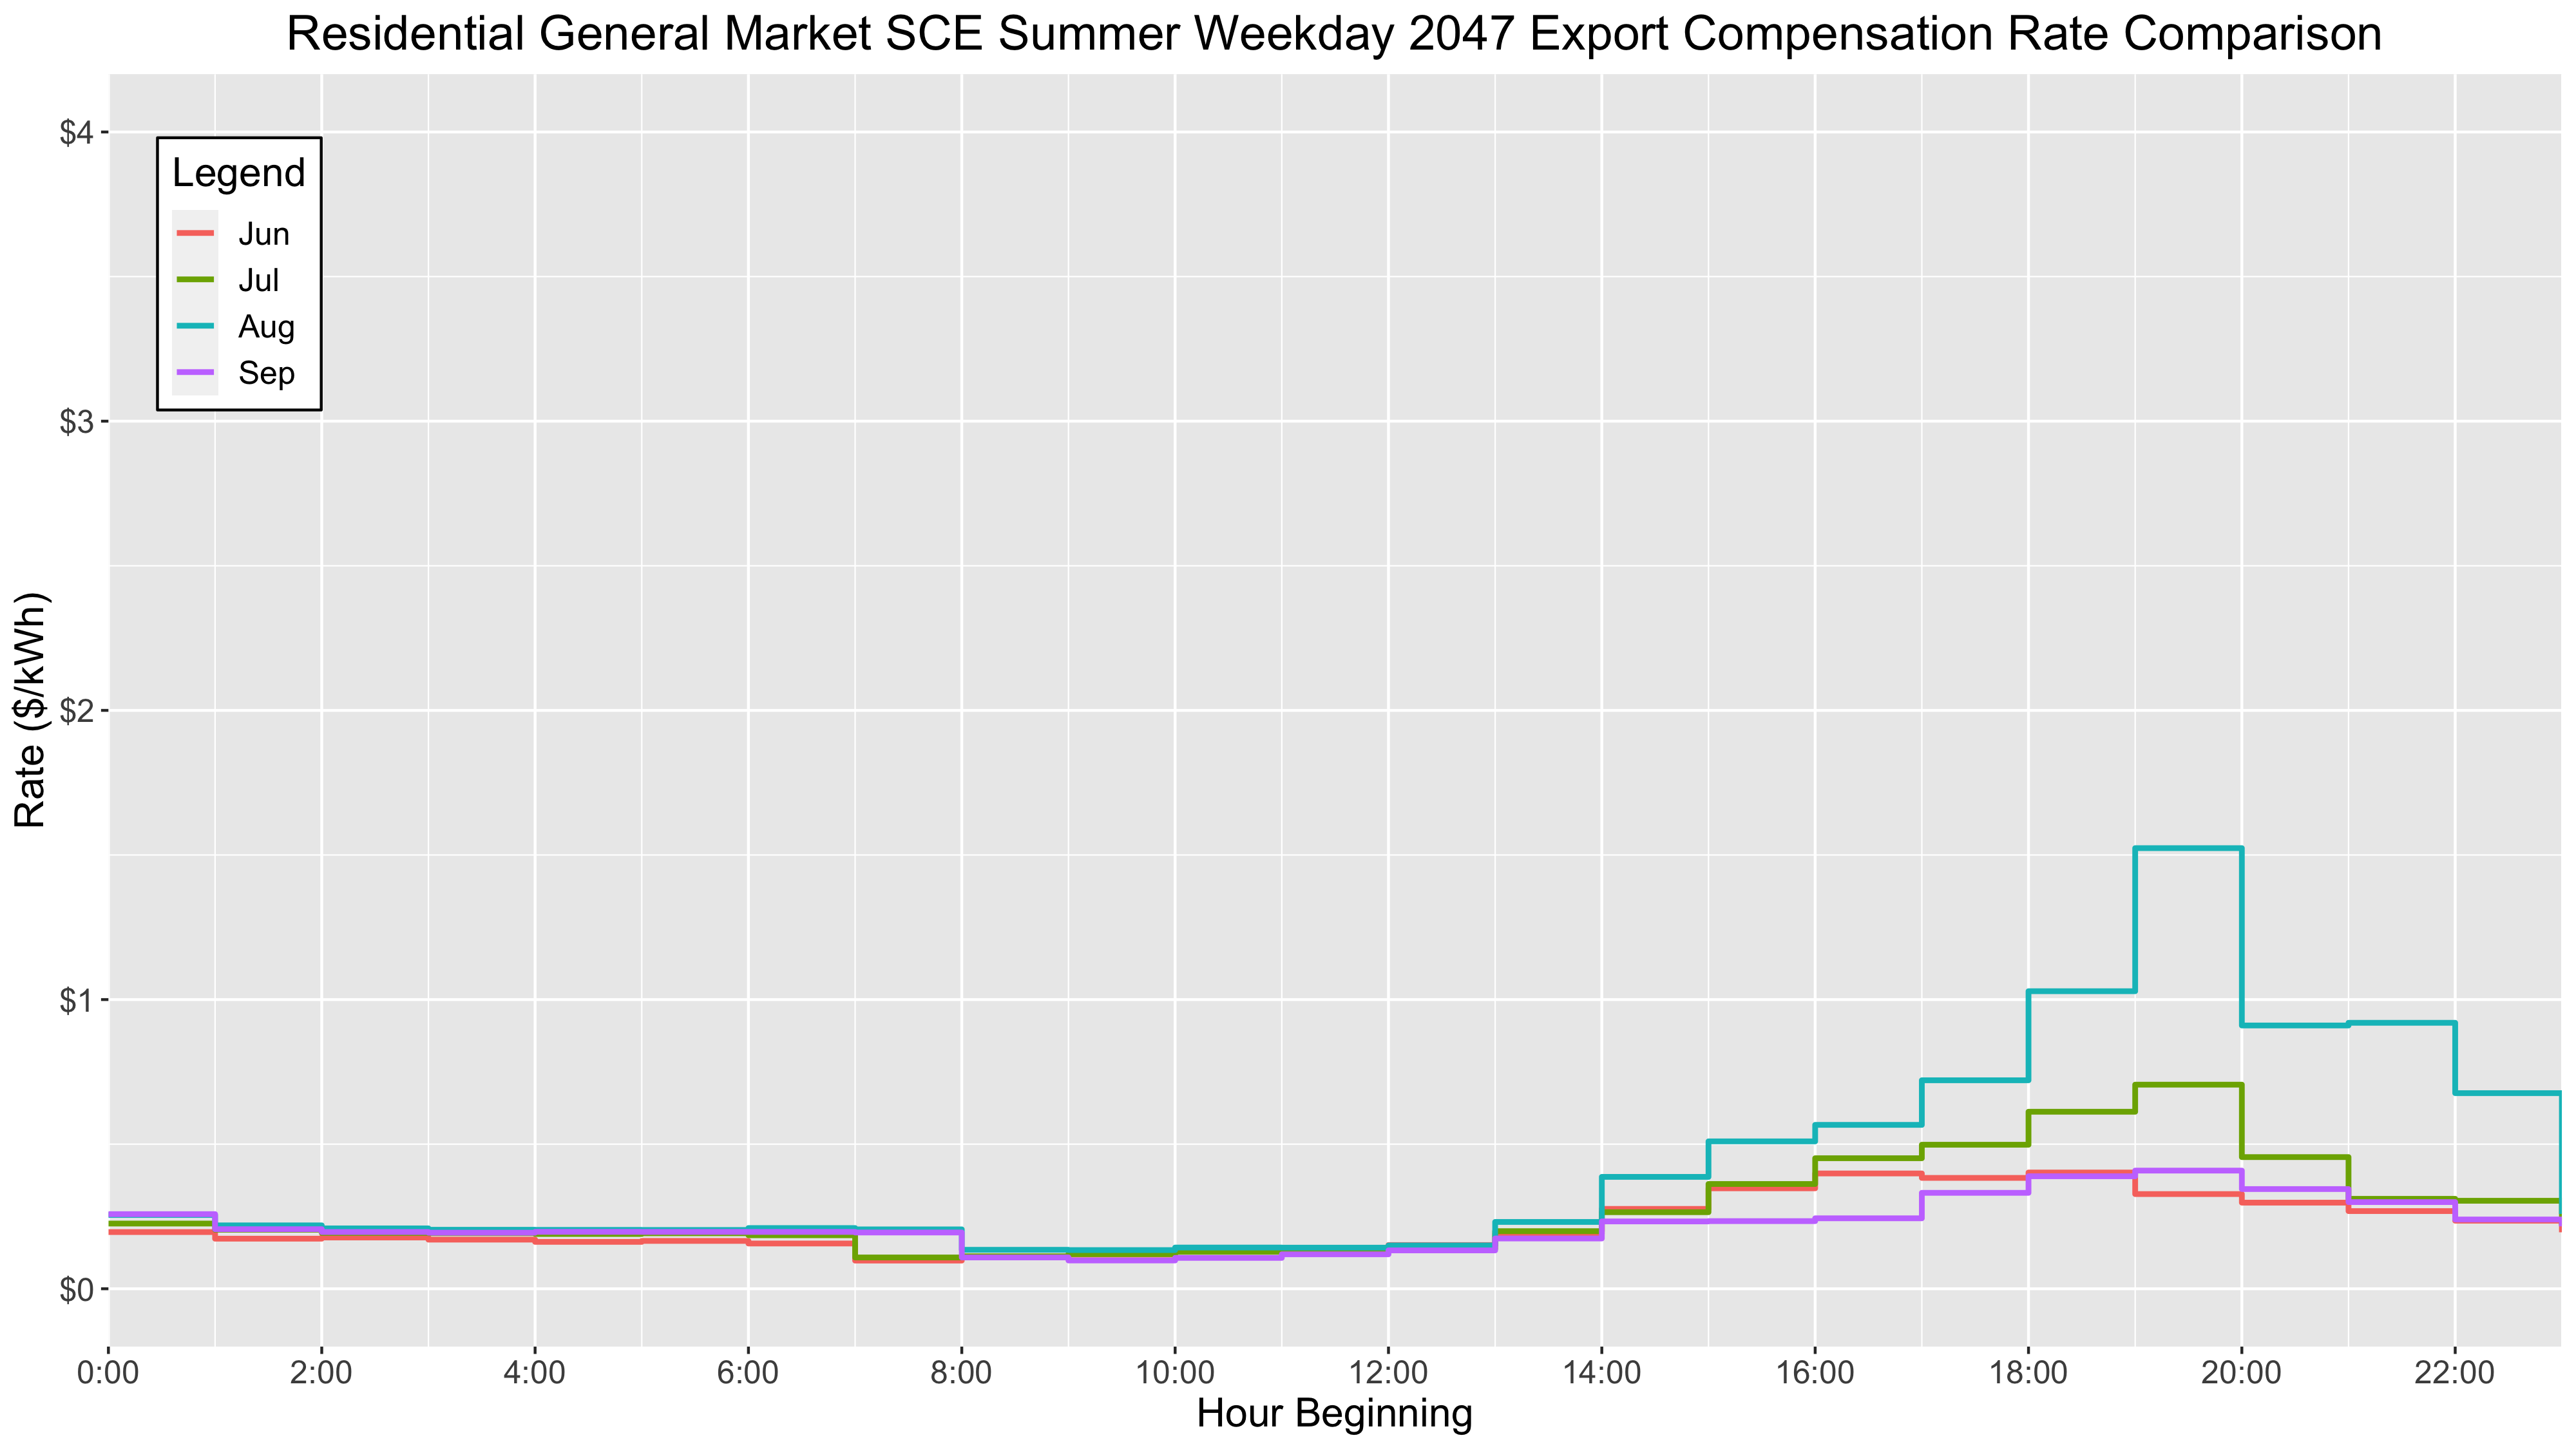 Residential General Market SCE Summer Weekday 2047 Export Compensation Rate Comparison
$4
Legend
Jun
Jul
Aug
Sep
$3
Rate ($/kWh)
$2
$1
$0
0:00 2:00 4:00 6:00 8:00 10:00 12:00 14:00 16:00 18:00 20:00 22:00
Hour Beginning